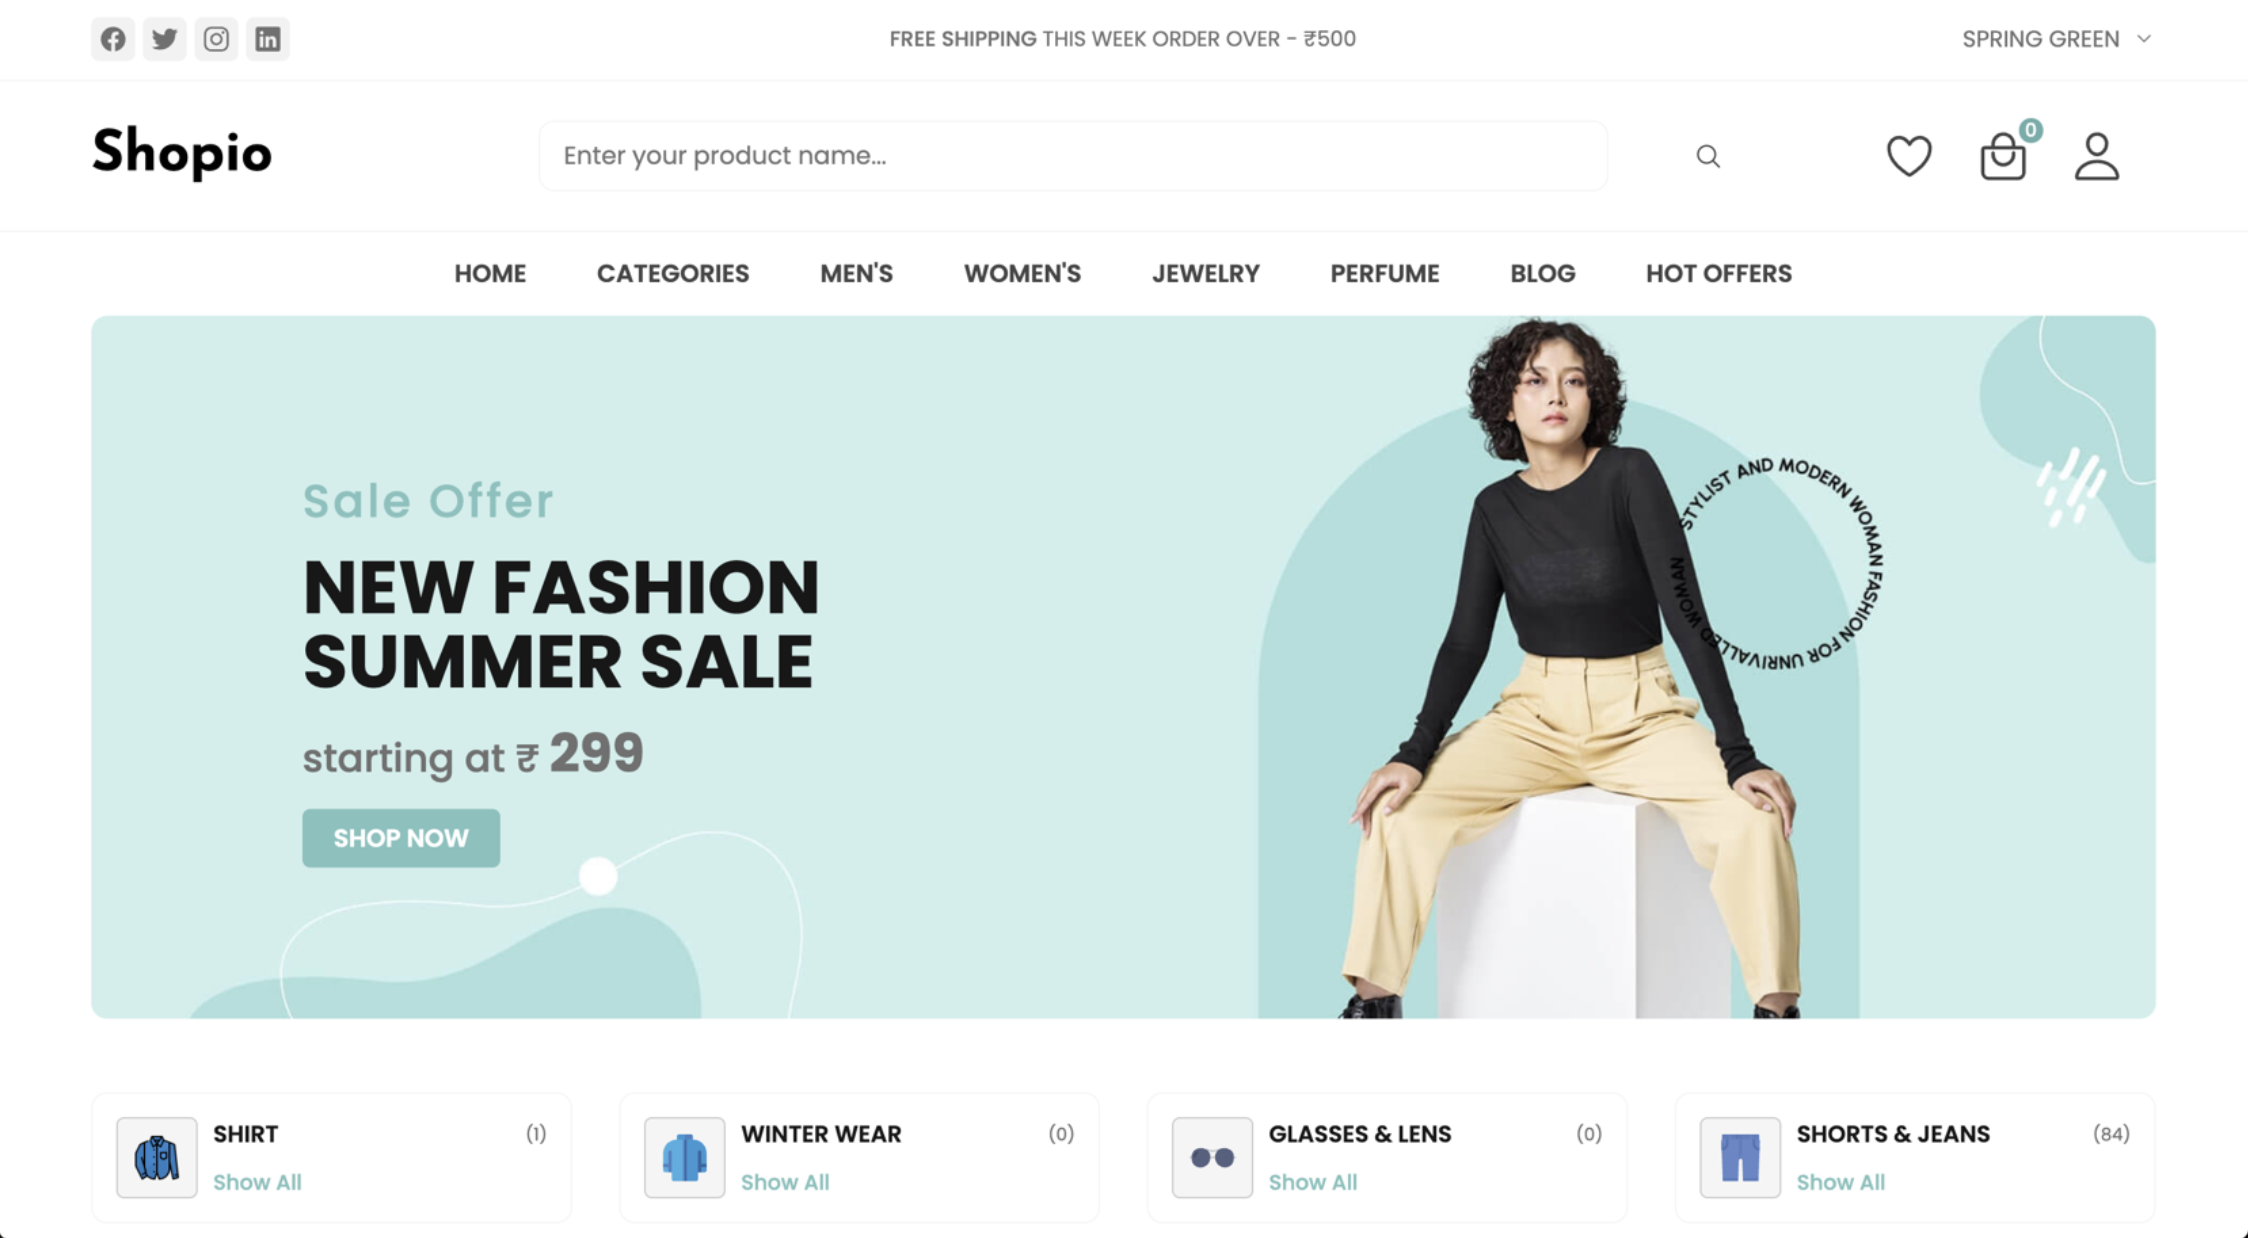 FREE SHIPPING THIS WEEK ORDER OVER - ₹500
SPRING GREEN
Shopio
Enter your product name...
0
HOME
CATEGORIES
MEN'S
WOMEN'S
JEWELRY
PERFUME
BLOG
HOT OFFERS
Sale Offer
NEW FASHION
SUMMER SALE
starting at ₹ 299
SHOP NOW
STYLIST AND MODERN WOMAN FASHION FOR UNRIVALLED WOMAN
SHIRT
(1)
Show All
WINTER WEAR
(0)
Show All
GLASSES & LENS
(0)
Show All
SHORTS & JEANS
(84)
Show All